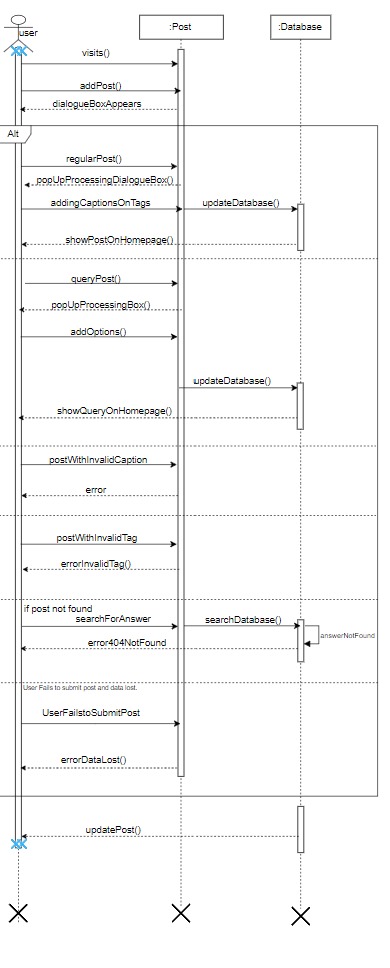 user
:Post
:Database
visits()
addPost()
dialogueBoxAppears
Alt
regularPost()
popUpProcessingDialogueBox()
addingCaptionsOnTags
updateDatabase()
showPostOnHomepage()
queryPost()
popUpProcessingBox()
addOptions()
updateDatabase()
showQueryOnHomepage()
postWithInvalidCaption
error
postWithInvalidTag
errorInvalidTag()
if post not found
searchForAnswer
searchDatabase()
answerNotFound
error404NotFound
User Fails to submit post and data lost.
UserFailstoSubmitPost
errorDataLost()
updatePost()